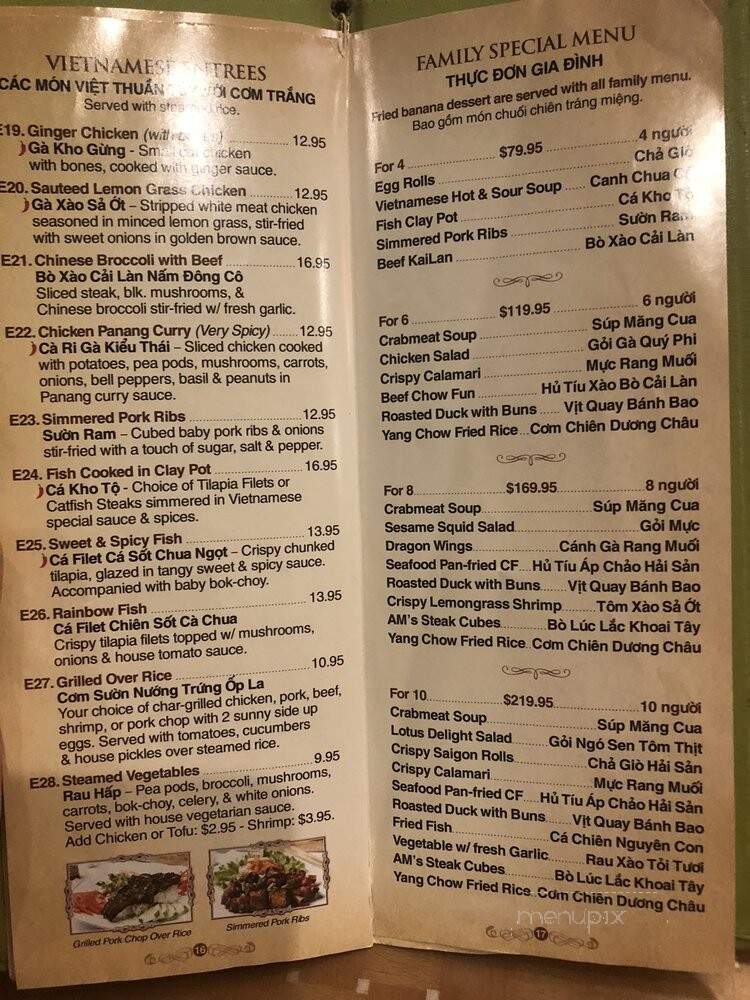 VIETNAMESE ENTREES
CÁC MÓN VIỆT THUẦN VỚI CƠM TRẮNG
Served with steamed rice.
E19. Ginger Chicken (with bones) ... 12.95
Gà Kho Gừng – Small cut chicken
with bones, cooked with ginger sauce.
E20. Sauteed Lemon Grass Chicken ... 12.95
Gà Xào Sả Ớt – Stripped white meat chicken
seasoned in minced lemon grass, stir-fried
with sweet onions in golden brown sauce.
E21. Chinese Broccoli with Beef ... 16.95
Bò Xào Cải Làn Nấm Đông Cô
Sliced steak, blk. mushrooms, &
Chinese broccoli stir-fried w/ fresh garlic.
E22. Chicken Panang Curry (Very Spicy) ... 12.95
Cà Ri Gà Kiểu Thái – Sliced chicken cooked
with potatoes, pea pods, mushrooms, carrots,
onions, bell peppers, basil & peanuts in
Panang curry sauce.
E23. Simmered Pork Ribs ... 12.95
Sườn Ram – Cubed baby pork ribs & onions
stir-fried with a touch of sugar, salt & pepper.
E24. Fish Cooked in Clay Pot ... 16.95
Cá Kho Tộ - Choice of Tilapia Filets or
Catfish Steaks simmered in Vietnamese
special sauce & spices.
E25. Sweet & Spicy Fish ... 13.95
Cá Filet Cá Sốt Chua Ngọt – Crispy chunked
tilapia, glazed in tangy sweet & spicy sauce.
Accompanied with baby bok-choy.
E26. Rainbow Fish ... 13.95
Cá Filet Chiên Sốt Cà Chua
Crispy tilapia filets topped w/ mushrooms,
onions & house tomato sauce.
E27. Grilled Over Rice ... 10.95
Cơm Sườn Nướng Trứng Ốp La
Your choice of char-grilled chicken, pork, beef,
shrimp, or pork chop with 2 sunny side up
eggs. Served with tomatoes, cucumbers
& house pickles over steamed rice.
E28. Steamed Vegetables ... 9.95
Rau Hấp – Pea pods, broccoli, mushrooms,
carrots, bok-choy, celery, & white onions.
Served with house vegetarian sauce.
Add Chicken or Tofu: $2.95 - Shrimp: $3.95.
Grilled Pork Chop Over Rice
Simmered Pork Ribs
16
FAMILY SPECIAL MENU
THỰC ĐƠN GIA ĐÌNH
Fried banana dessert are served with all family menu.
Bao gồm món chuối chiên tráng miệng.
For 4 ... $79.95 ... 4 người
Egg Rolls ... Chả Giò
Vietnamese Hot & Sour Soup ... Canh Chua Cá
Fish Clay Pot ... Cá Kho Tộ
Simmered Pork Ribs ... Sườn Ram
Beef KaiLan ... Bò Xào Cải Làn
For 6 ... $119.95 ... 6 người
Crabmeat Soup ... Súp Măng Cua
Chicken Salad ... Gỏi Gà Quý Phi
Crispy Calamari ... Mực Rang Muối
Beef Chow Fun ... Hủ Tíu Xào Bò Cải Làn
Roasted Duck with Buns ... Vịt Quay Bánh Bao
Yang Chow Fried Rice ... Cơm Chiên Dương Châu
For 8 ... $169.95 ... 8 người
Crabmeat Soup ... Súp Măng Cua
Sesame Squid Salad ... Gỏi Mực
Dragon Wings ... Cánh Gà Rang Muối
Seafood Pan-fried CF ... Hủ Tíu Áp Chảo Hải Sản
Roasted Duck with Buns ... Vịt Quay Bánh Bao
Crispy Lemongrass Shrimp ... Tôm Xào Sả Ớt
AM's Steak Cubes ... Bò Lúc Lắc Khoai Tây
Yang Chow Fried Rice ... Cơm Chiên Dương Châu
For 10 ... $219.95 ... 10 người
Crabmeat Soup ... Súp Măng Cua
Lotus Delight Salad ... Gỏi Ngó Sen Tôm Thịt
Crispy Saigon Rolls ... Chả Giò Hải Sản
Crispy Calamari ... Mực Rang Muối
Seafood Pan-fried CF ... Hủ Tíu Áp Chảo Hải Sản
Roasted Duck with Buns ... Vịt Quay Bánh Bao
Fried Fish ... Cá Chiên Nguyên Con
Vegetable w/ fresh Garlic ... Rau Xào Tỏi Tươi
AM's Steak Cubes ... Bò Lúc Lắc Khoai Tây
Yang Chow Fried Rice ... Cơm Chiên Dương Châu
menupix
17